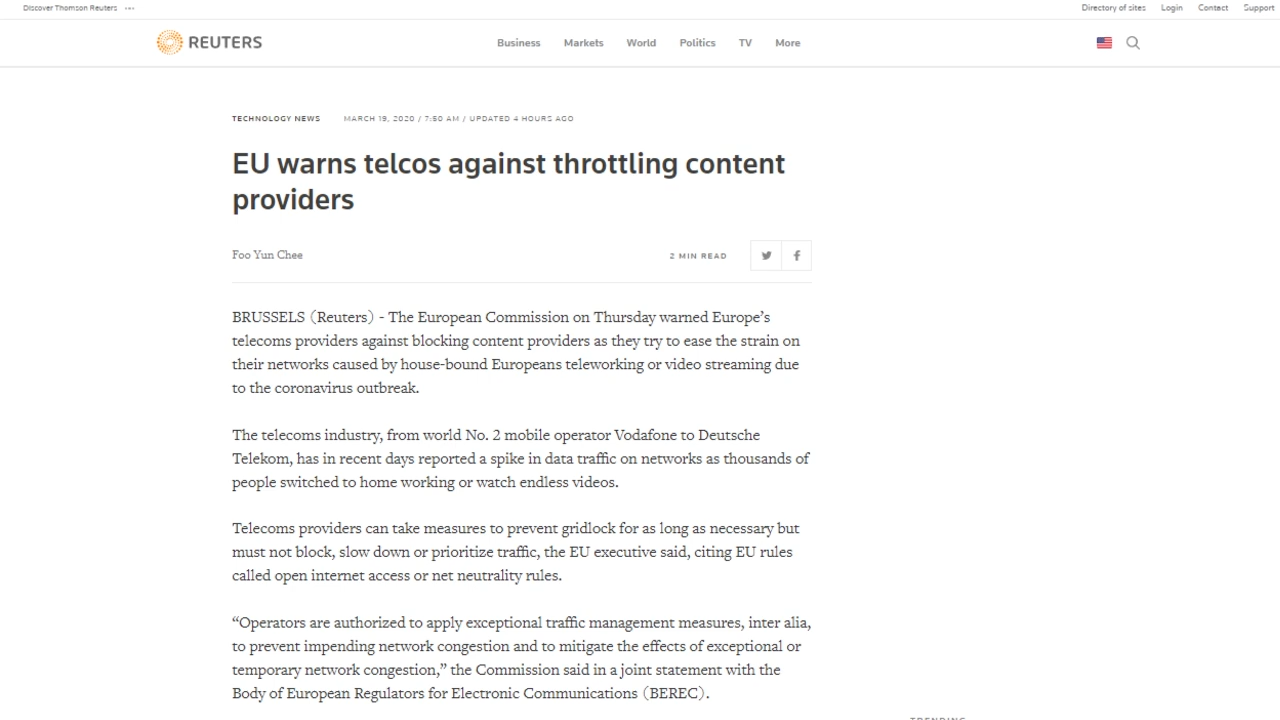 Discover Thomson Reuters ...
Directory of sites Login Contact Support
REUTERS
Business Markets World Politics TV More
TECHNOLOGY NEWS MARCH 19, 2020 / 7:50 AM / UPDATED 4 HOURS AGO
EU warns telcos against throttling content
providers
Foo Yun Chee
2 MIN READ
BRUSSELS (Reuters) - The European Commission on Thursday warned Europe’s
telecoms providers against blocking content providers as they try to ease the strain on
their networks caused by house-bound Europeans teleworking or video streaming due
to the coronavirus outbreak.
The telecoms industry, from world No. 2 mobile operator Vodafone to Deutsche
Telekom, has in recent days reported a spike in data traffic on networks as thousands of
people switched to home working or watch endless videos.
Telecoms providers can take measures to prevent gridlock for as long as necessary but
must not block, slow down or prioritize traffic, the EU executive said, citing EU rules
called open internet access or net neutrality rules.
“Operators are authorized to apply exceptional traffic management measures, inter alia,
to prevent impending network congestion and to mitigate the effects of exceptional or
temporary network congestion,” the Commission said in a joint statement with the
Body of European Regulators for Electronic Communications (BEREC).
TRENDING